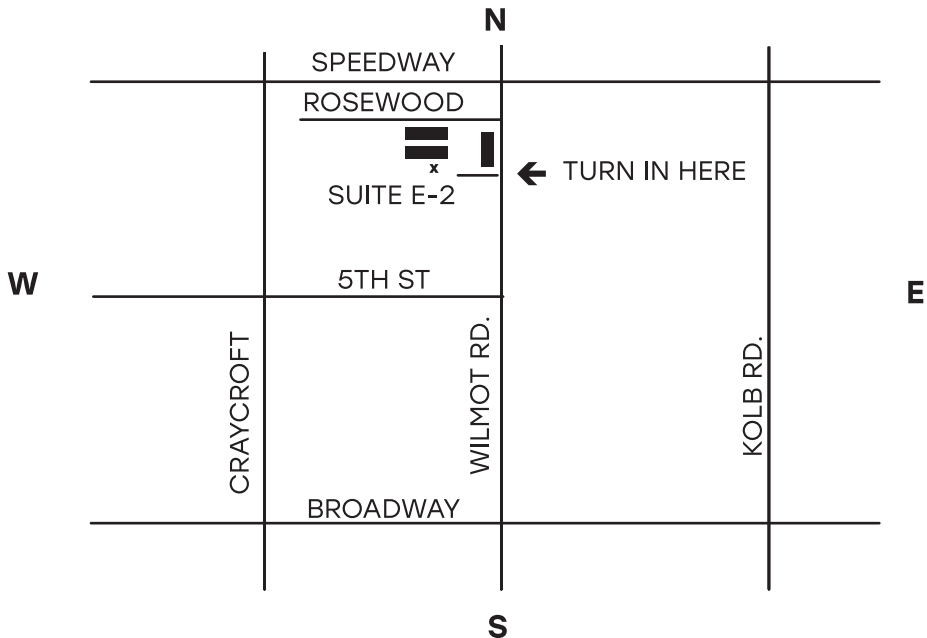 N
SPEEDWAY
ROSEWOOD
x
TURN IN HERE
SUITE E-2
W
5TH ST
E
CRAYCROFT
WILMOT RD.
KOLB RD.
BROADWAY
S